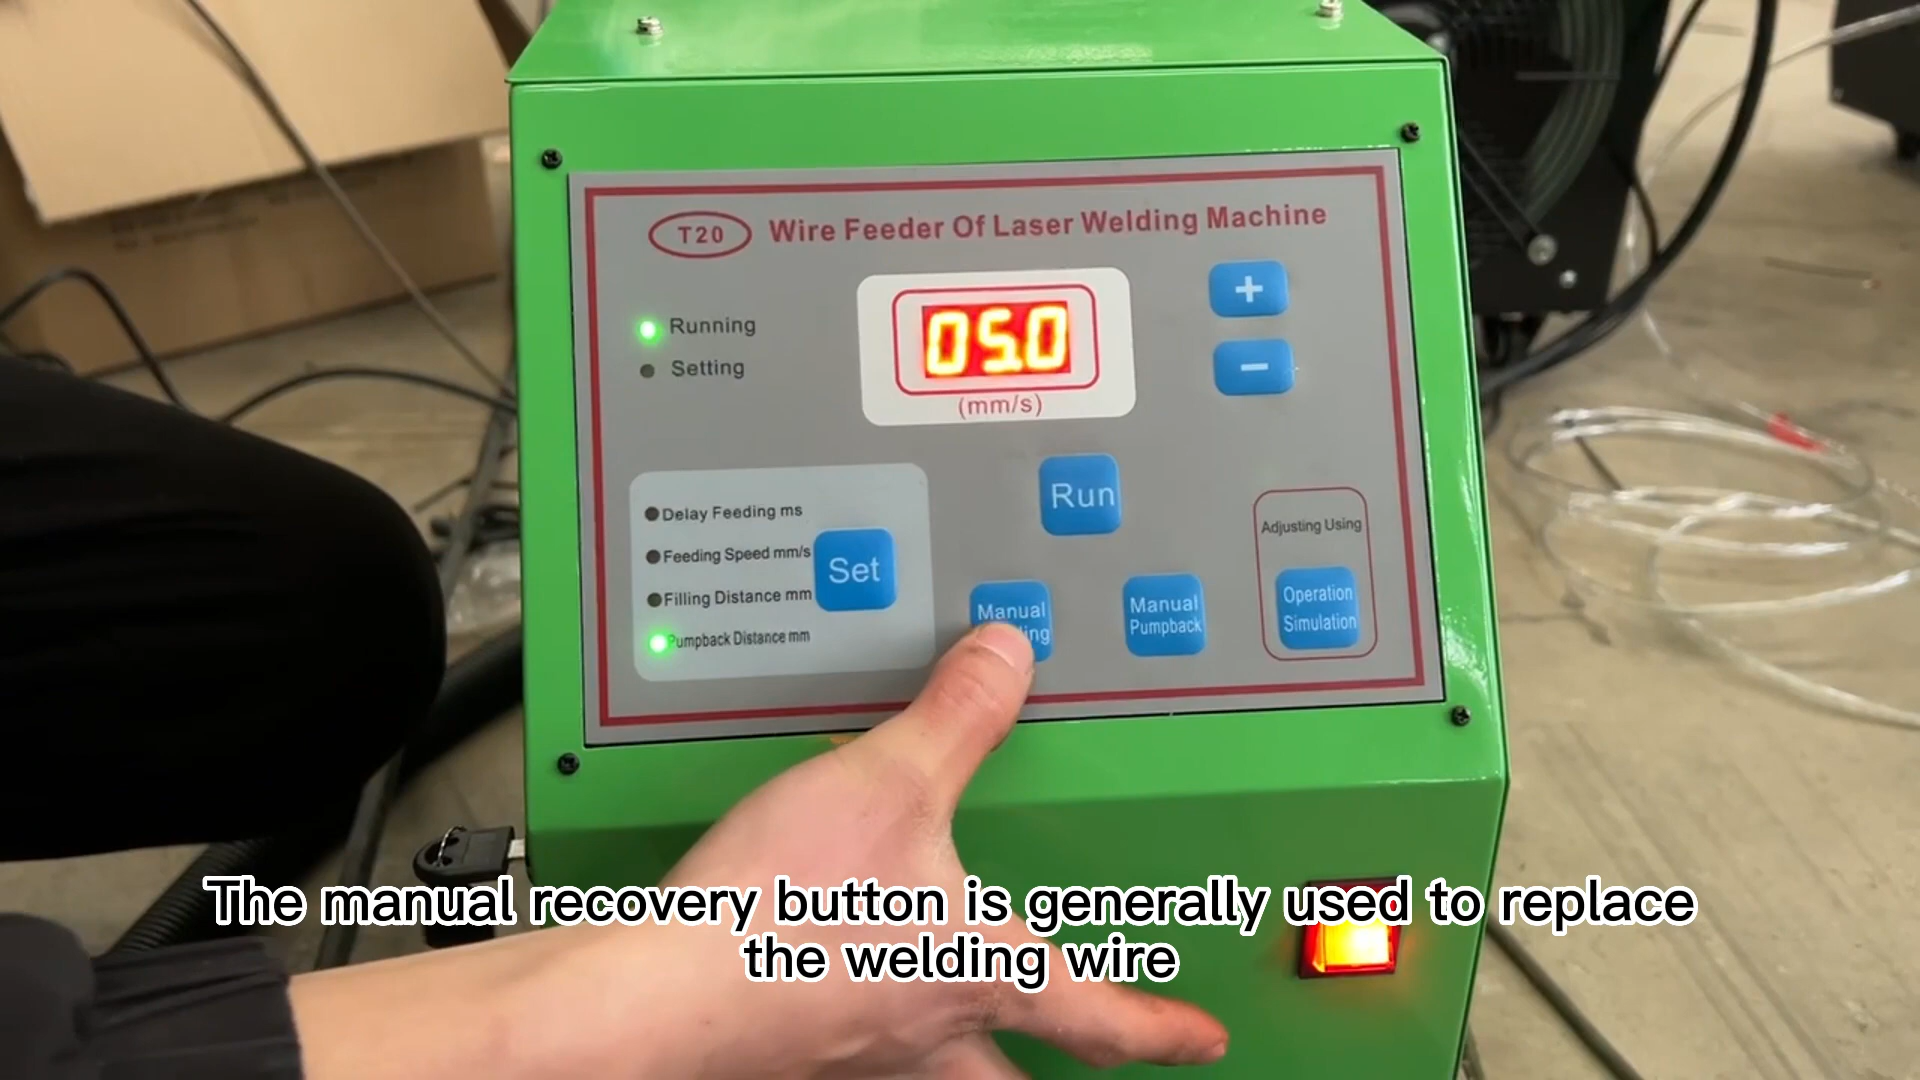 T20 Wire Feeder Of Laser Welding Machine
Running
Setting
05.0
(mm/s)
+
−
Delay Feeding ms
Feeding Speed mm/s
Filling Distance mm
Pumpback Distance mm
Set
Run
Manual
Manual
Pumpback
Adjusting Using
Operation
Simulation
The manual recovery button is generally used to replace
the welding wire